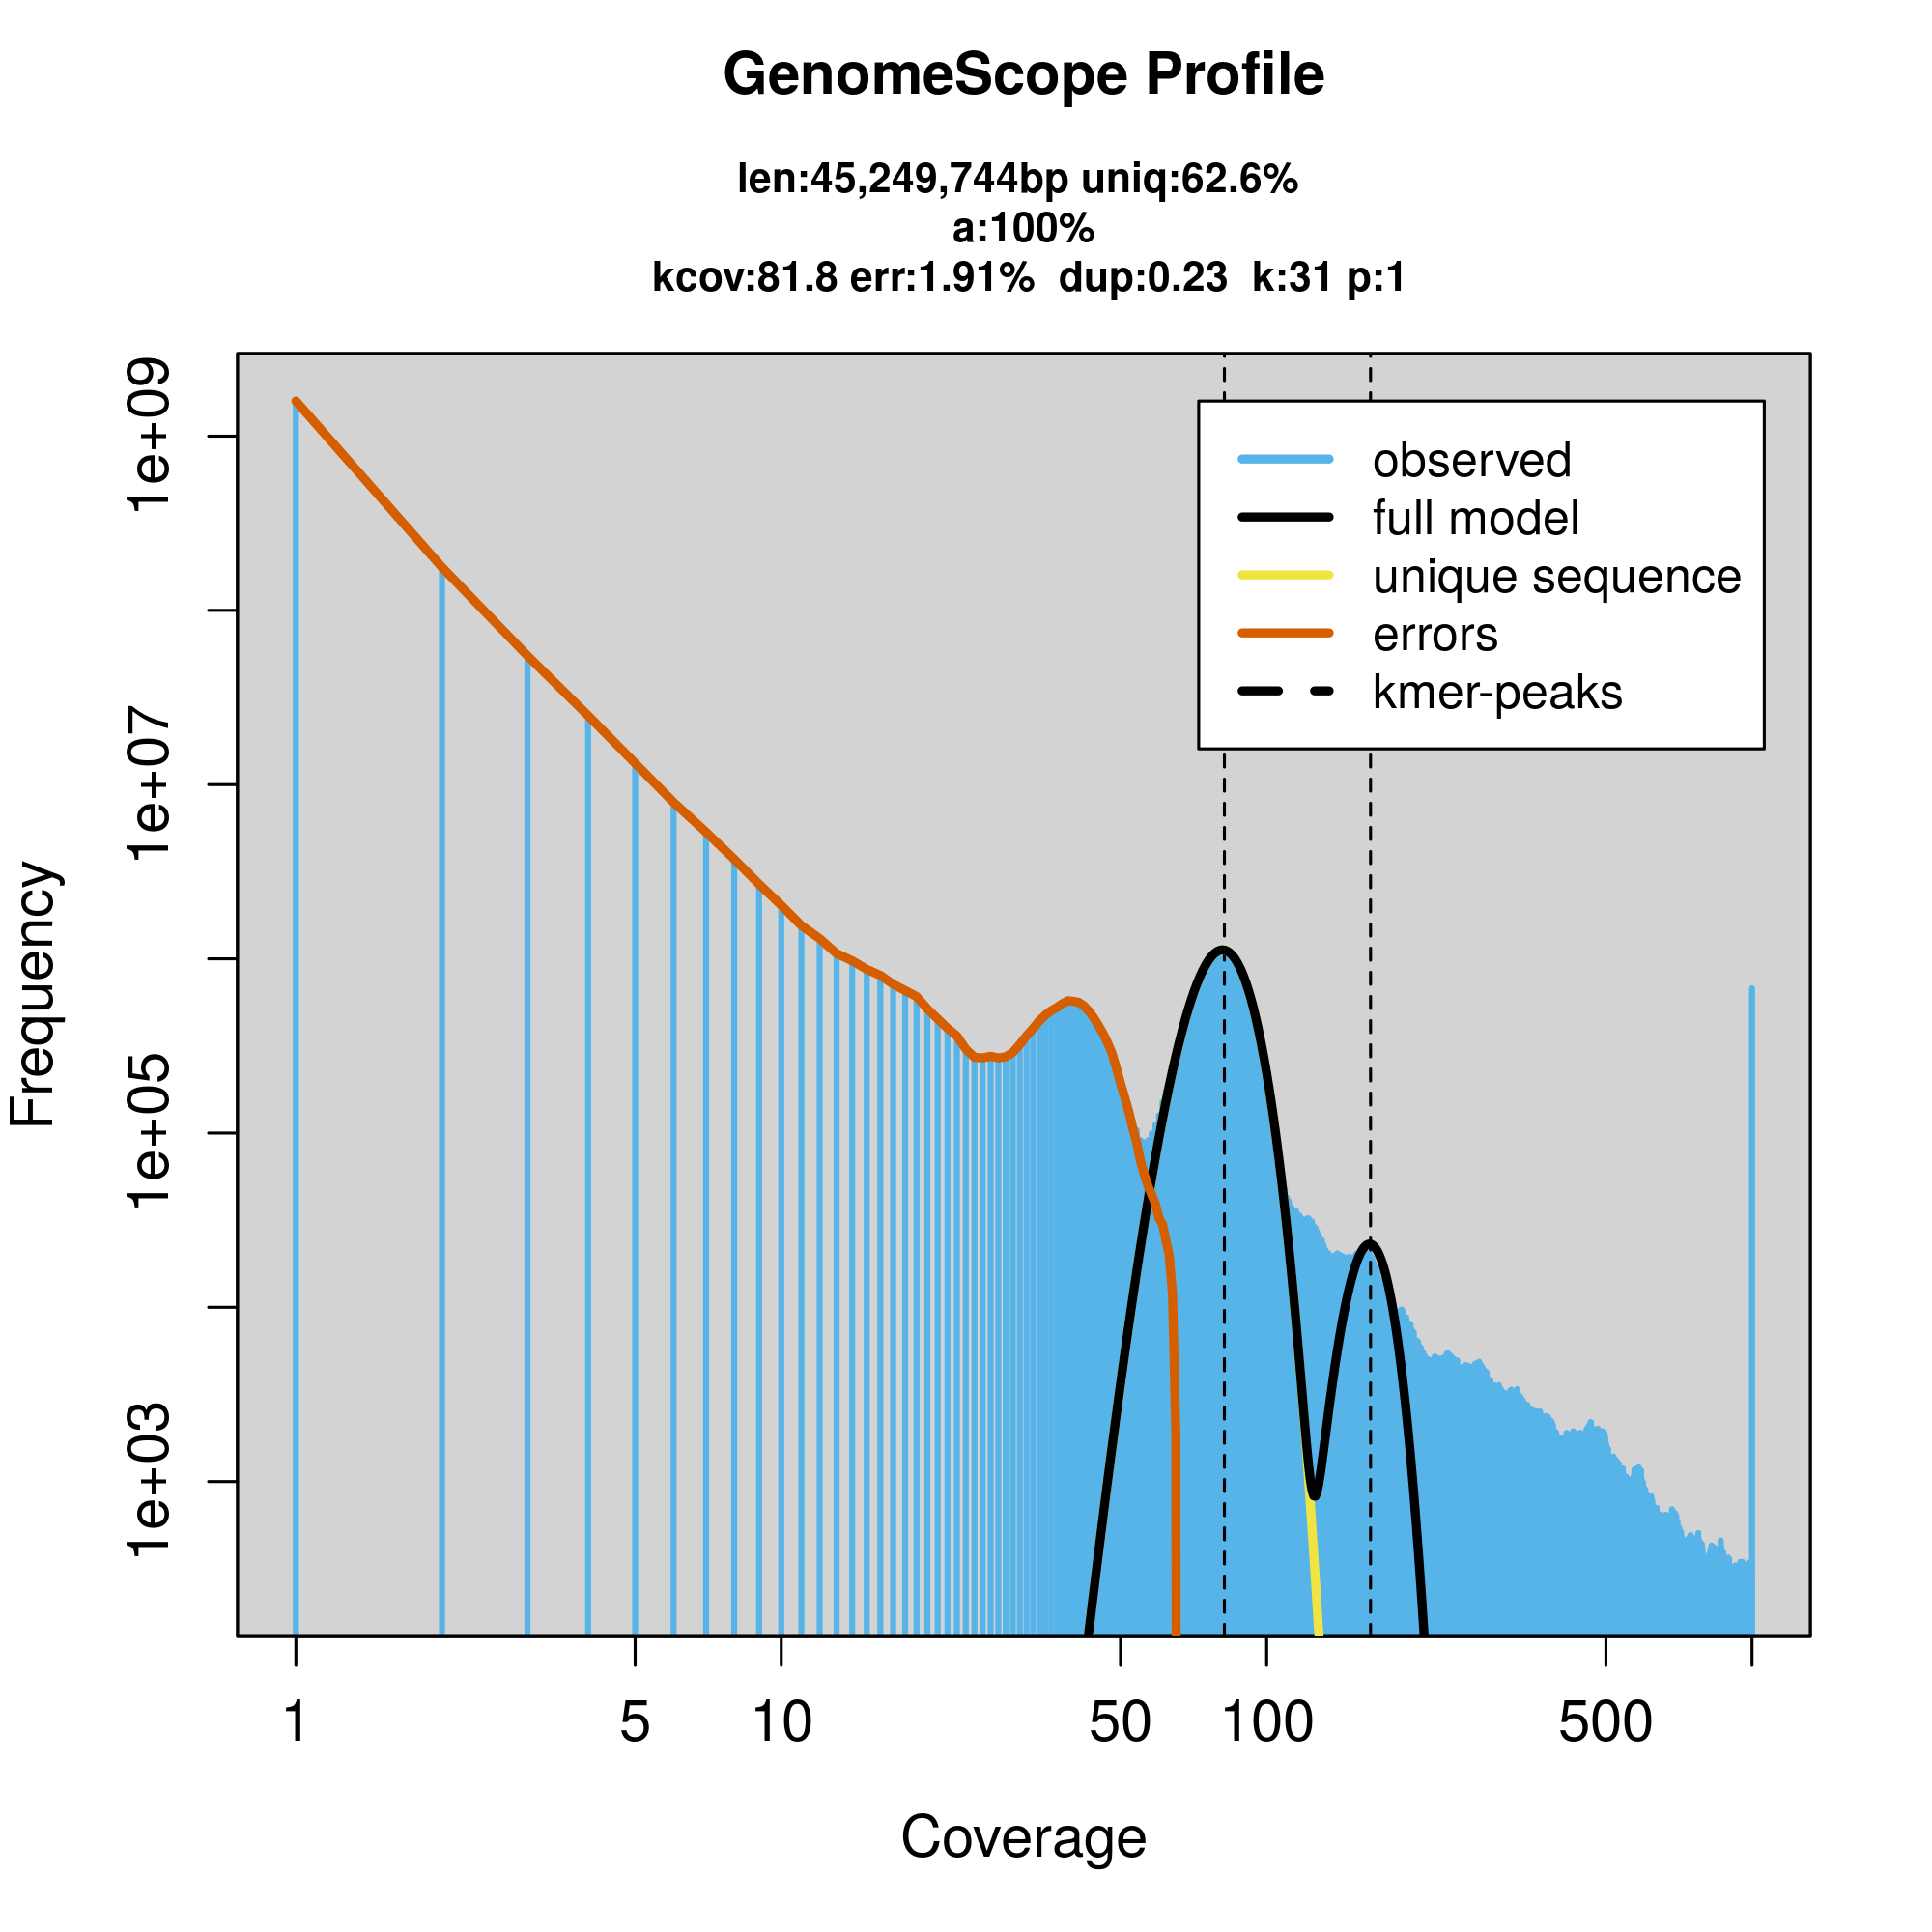 GenomeScope Profile
len:45,249,744bp uniq:62.6%
a:100%
kcov:81.8 err:1.91%  dup:0.23  k:31 p:1
observed
full model
unique sequence
errors
kmer-peaks
Frequency
1e+09
1e+07
1e+05
1e+03
1 5 10 50 100 500
Coverage